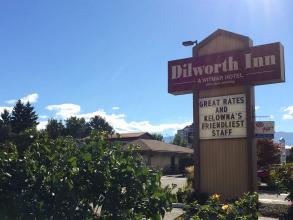 Dilworth Inn
A WITMAR HOTEL
GREAT RATES
AND
KELOWNA'S
FRIENDLIEST
STAFF